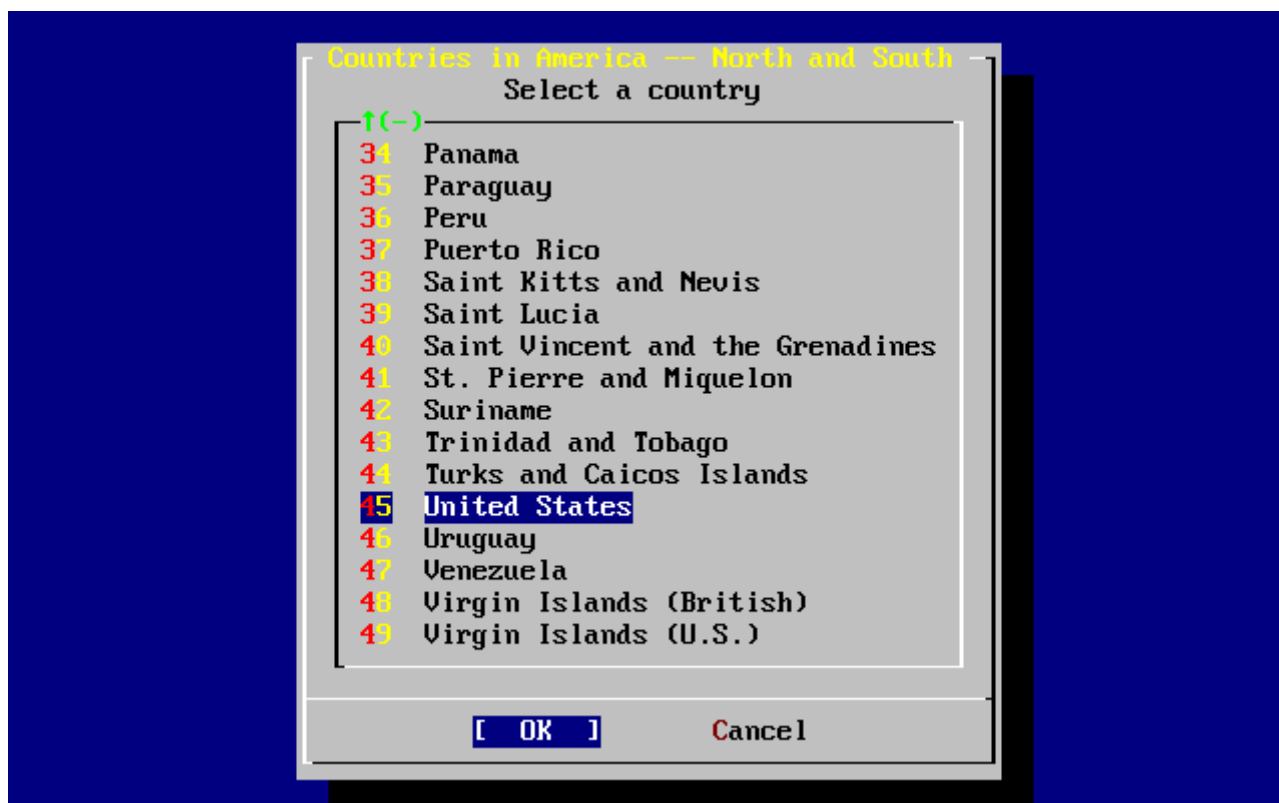 Countries in America -- North and South
Select a country
↑(-)
34 Panama
35 Paraguay
36 Peru
37 Puerto Rico
38 Saint Kitts and Nevis
39 Saint Lucia
40 Saint Vincent and the Grenadines
41 St. Pierre and Miquelon
42 Suriname
43 Trinidad and Tobago
44 Turks and Caicos Islands
45 United States
46 Uruguay
47 Venezuela
48 Virgin Islands (British)
49 Virgin Islands (U.S.)
[ OK ] Cancel